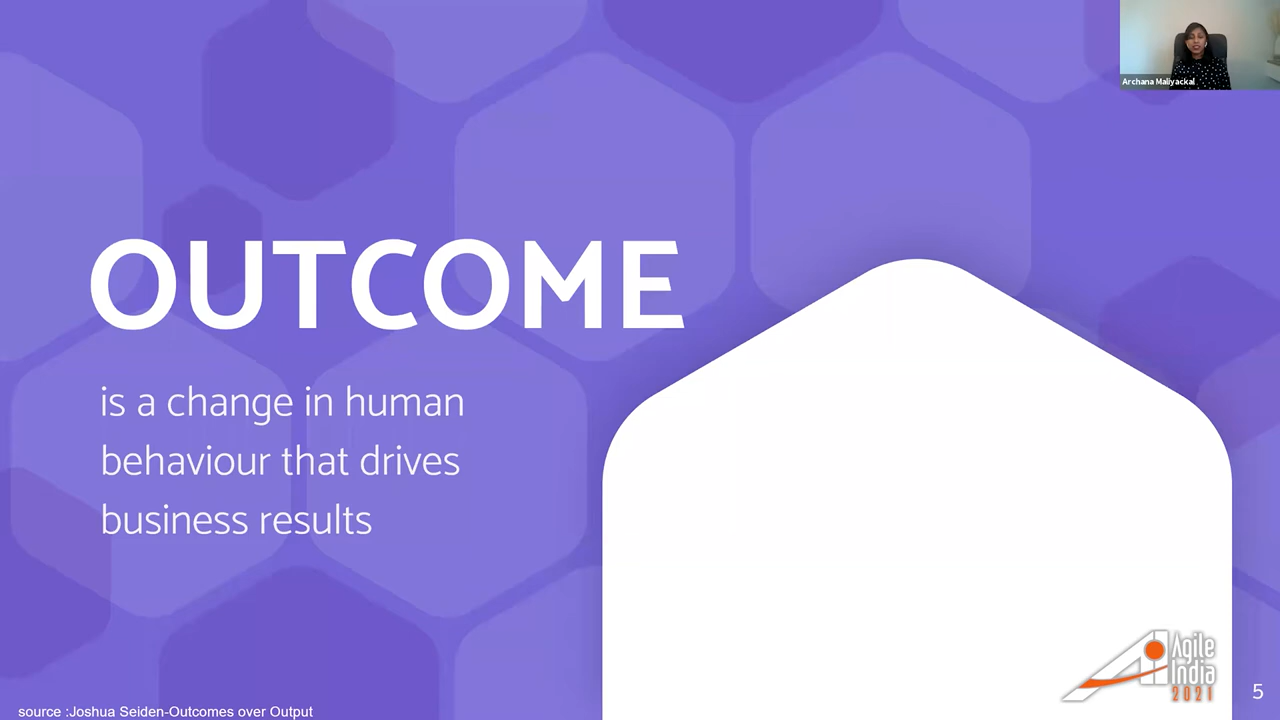 Archana Maliyackal
OUTCOME
is a change in human
behaviour that drives
business results
Agile
India
2021
5
source :Joshua Seiden-Outcomes over Output